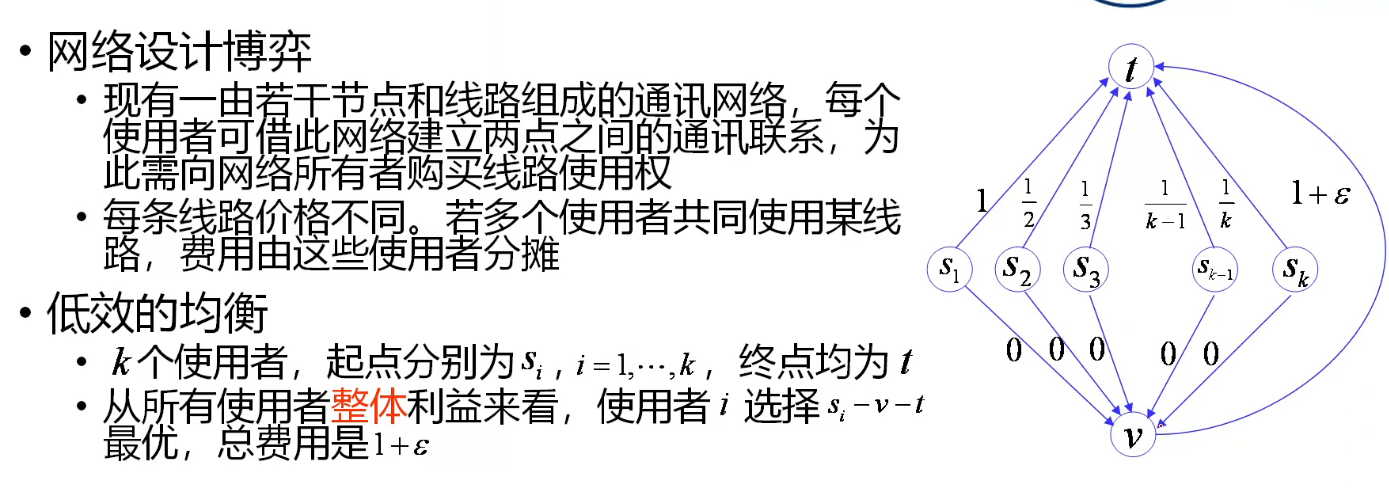 • 网络设计博弈
• 现有一由若干节点和线路组成的通讯网络，每个
使用者可借此网络建立两点之间的通讯联系，为
此需向网络所有者购买线路使用权
• 每条线路价格不同。若多个使用者共同使用某线
路，费用由这些使用者分摊
• 低效的均衡
• k 个使用者，起点分别为 s_i , i = 1,⋯,k ，终点均为 t
• 从所有使用者整体利益来看，使用者 i 选择 s_i − v − t
最优，总费用是 1+ε
t
1 1/2 1/3 1/(k−1) 1/k 1+ε
s_1 s_2 s_3 s_{k−1} s_k
0 0 0 0 0
v